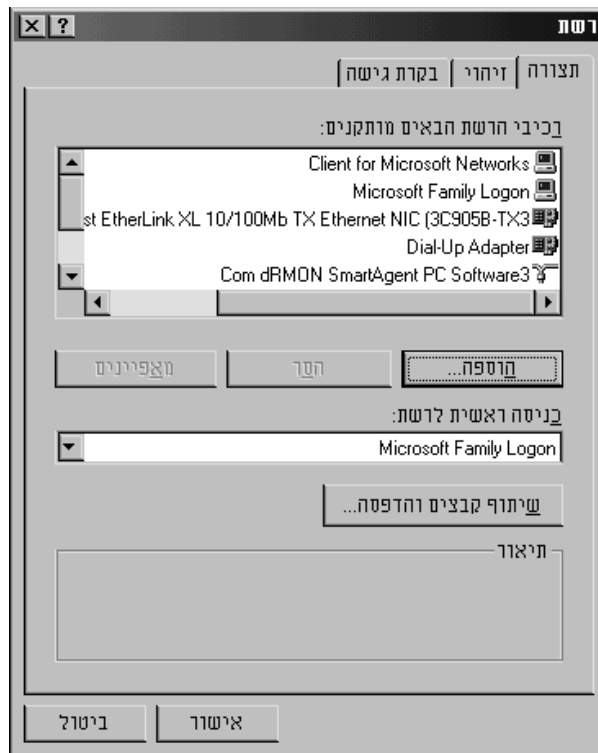 רשת
תצורה זיהוי בקרת גישה
רכיבי הרשת הבאים מותקנים:
Client for Microsoft Networks
Microsoft Family Logon
st EtherLink XL 10/100Mb TX Ethernet NIC (3C905B-TX3
Dial-Up Adapter
Com dRMON SmartAgent PC Software3
הוספה... הסר מאפיינים
כניסה ראשית לרשת:
Microsoft Family Logon
שיתוף קבצים והדפסה...
תיאור
אישור ביטול